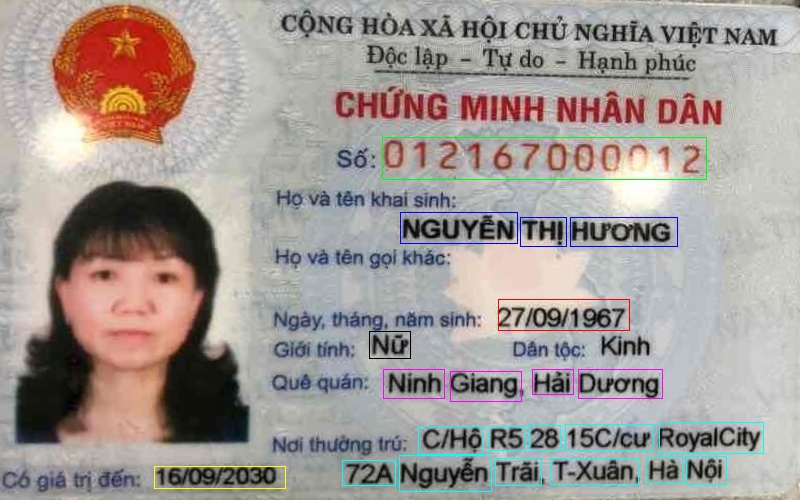 CỘNG HÒA XÃ HỘI CHỦ NGHĨA VIỆT NAM
Độc lập - Tự do - Hạnh phúc
CHỨNG MINH NHÂN DÂN
Số: 012167000012
Họ và tên khai sinh:
NGUYỄN THỊ HƯƠNG
Họ và tên gọi khác:
Ngày, tháng, năm sinh: 27/09/1967
Giới tính: Nữ Dân tộc: Kinh
Quê quán: Ninh Giang, Hải Dương
Nơi thường trú: C/Hộ R5 28 15C/cư RoyalCity
72A Nguyễn Trãi, T-Xuân, Hà Nội
Có giá trị đến: 16/09/2030